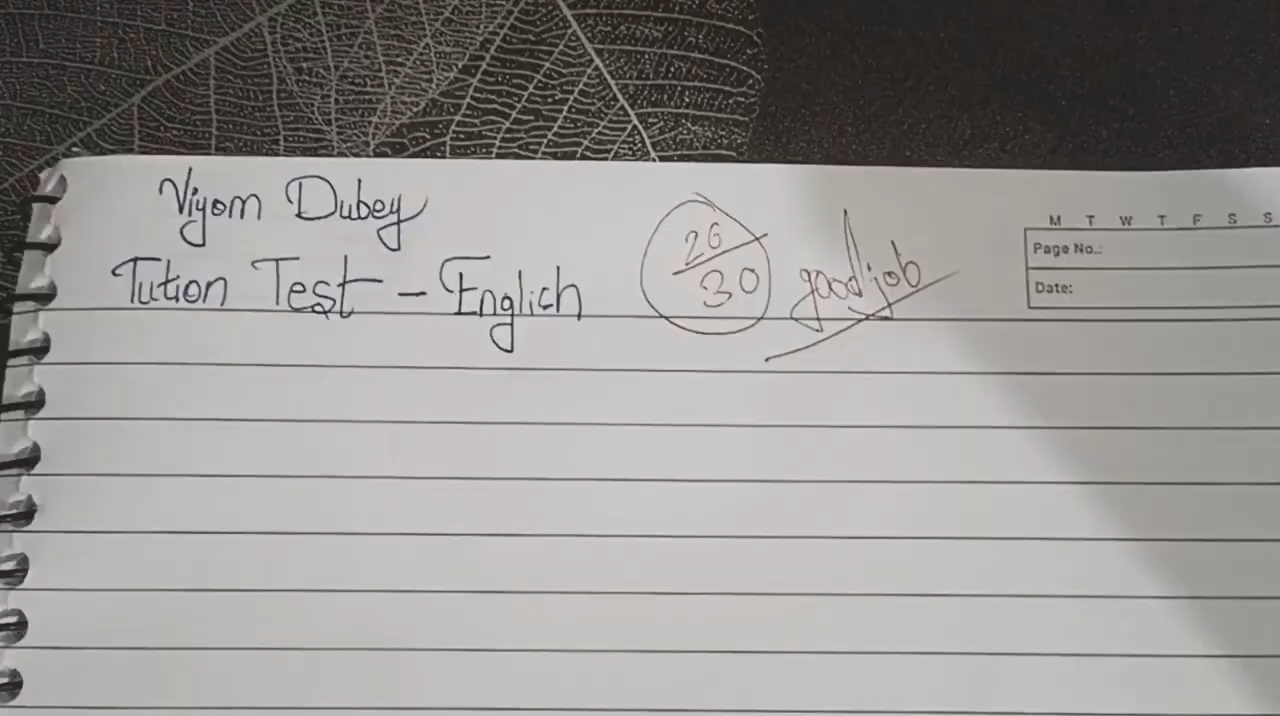 Viyom Dubey
Tution Test - Englich
26/30
good job
M T W T F S S
Page No.:
Date: